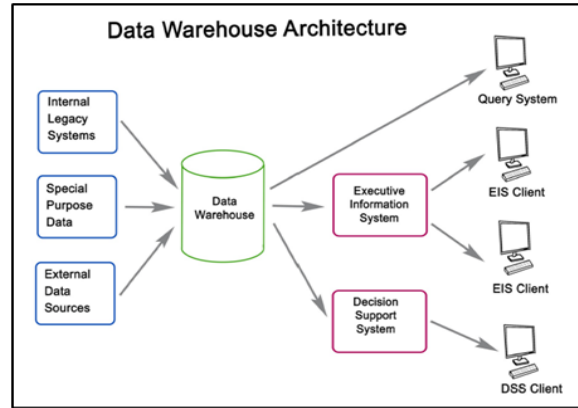 Data Warehouse Architecture
Internal
Legacy
Systems
Special
Purpose
Data
External
Data
Sources
Data
Warehouse
Executive
Information
System
Decision
Support
System
Query System
EIS Client
EIS Client
DSS Client